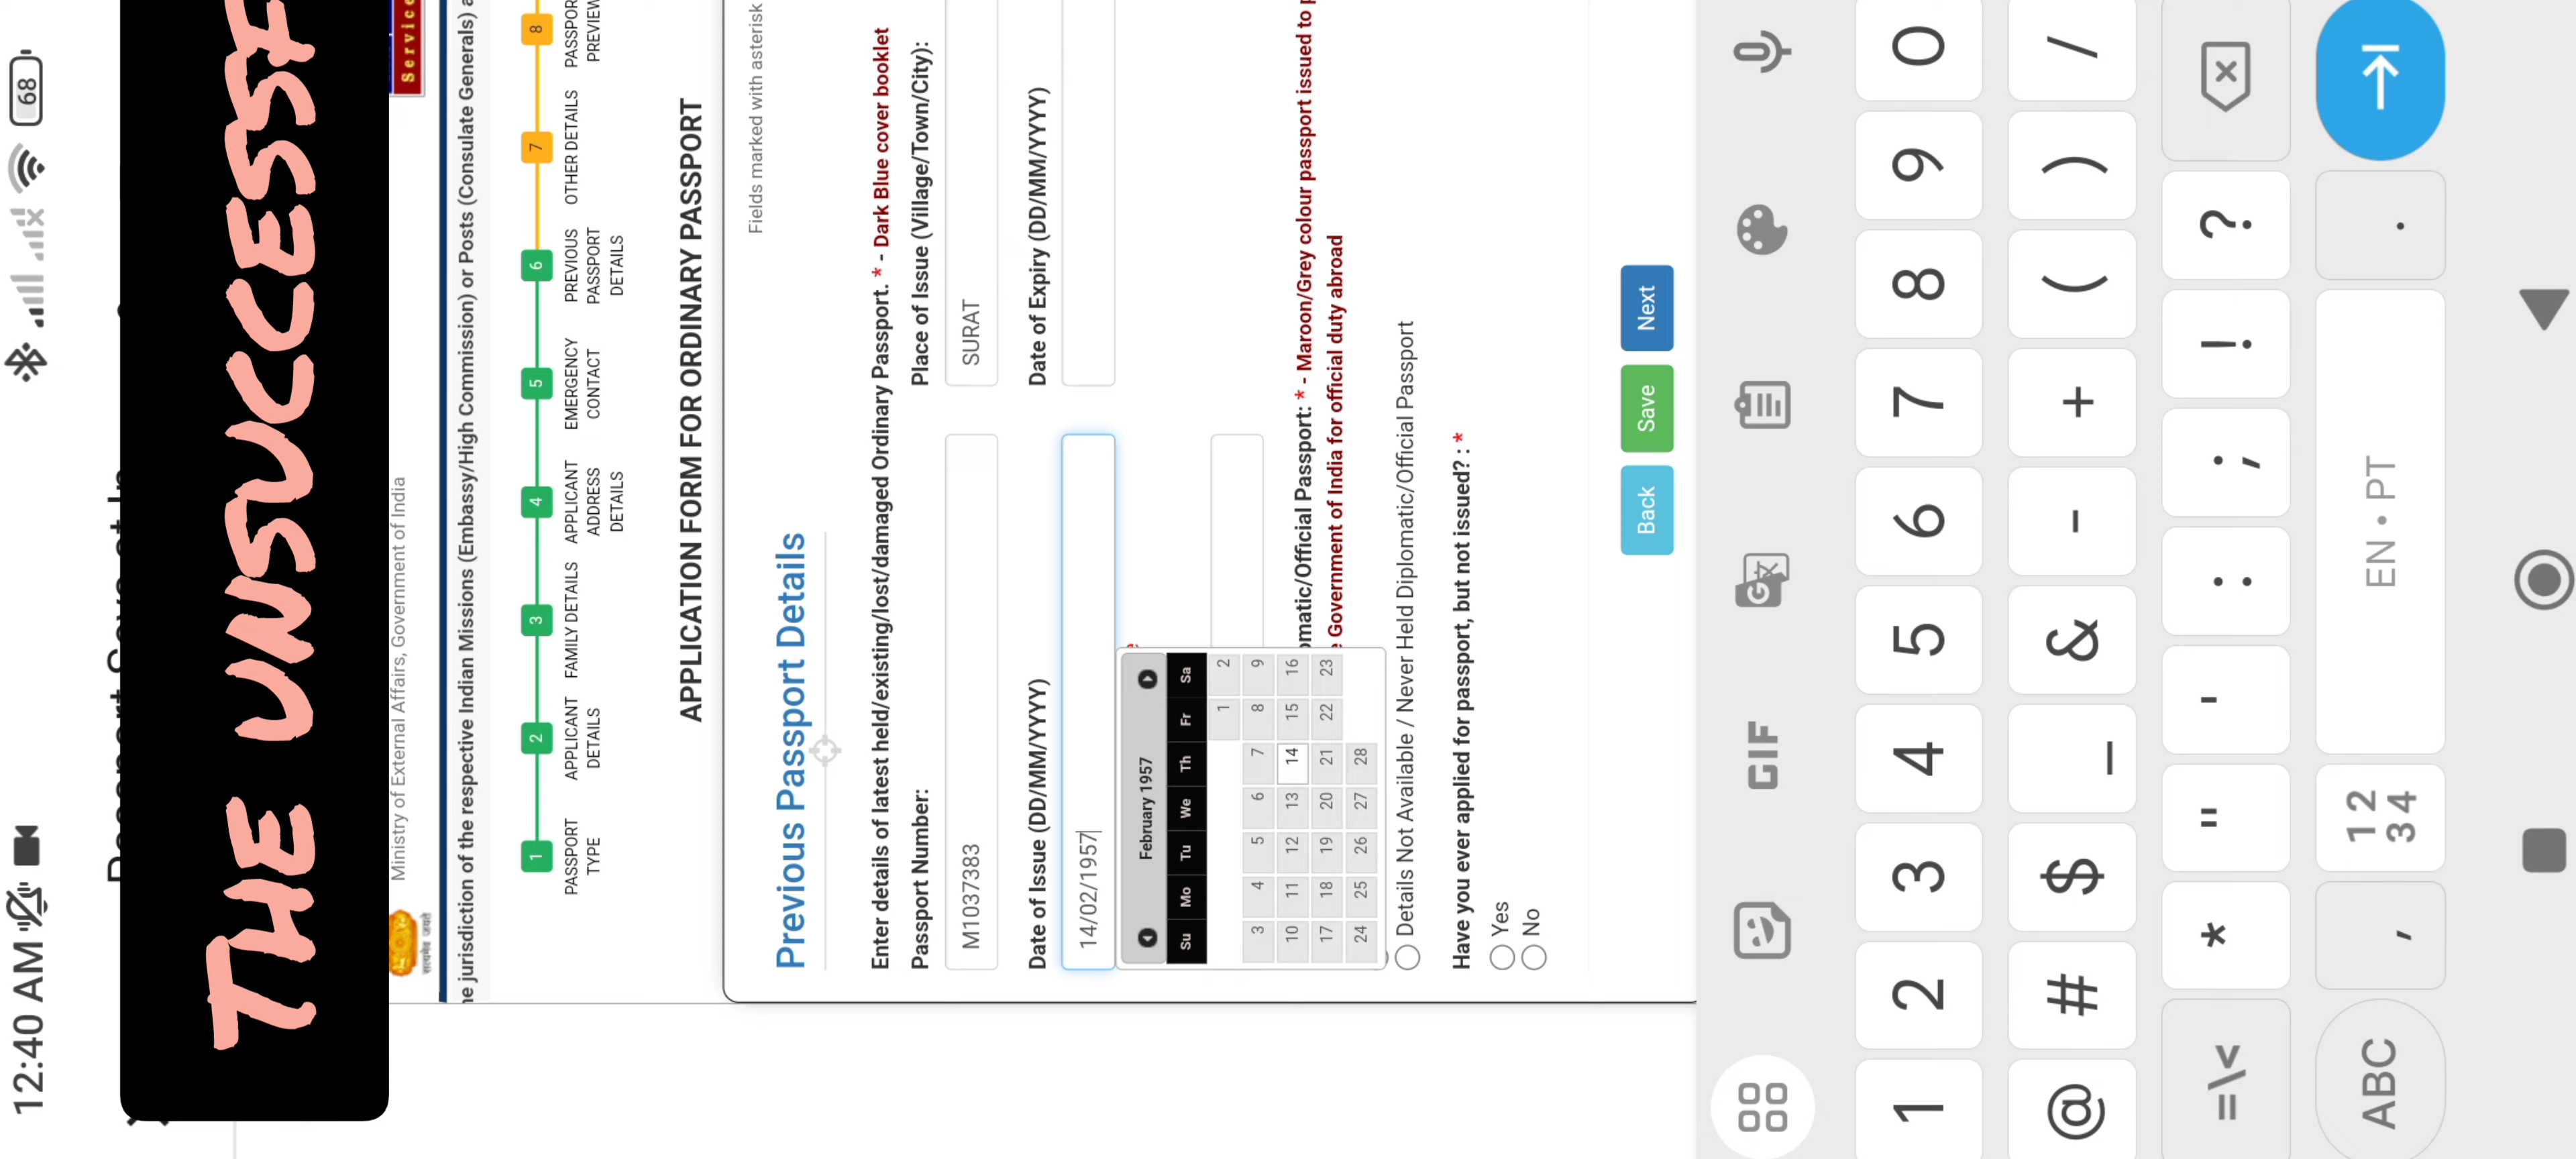 12:40 AM
68
THE UNSUCCESSF
Service
Ministry of External Affairs, Government of India
सत्यमेव जयते
jurisdiction of the respective Indian Missions (Embassy/High Commission) or Posts (Consulate Generals)
1
2
3
4
5
6
7
8
PASSPORT TYPE
APPLICANT DETAILS
FAMILY DETAILS
APPLICANT ADDRESS DETAILS
EMERGENCY CONTACT
PREVIOUS PASSPORT DETAILS
OTHER DETAILS
PASSPOR PREVIEW
APPLICATION FORM FOR ORDINARY PASSPORT
Fields marked with asterisk
Previous Passport Details
Enter details of latest held/existing/lost/damaged Ordinary Passport. * - Dark Blue cover booklet
Passport Number:
Place of Issue (Village/Town/City):
M1037383
SURAT
Date of Issue (DD/MM/YYYY)
Date of Expiry (DD/MM/YYYY)
14/02/1957
February 1957
Su Mo Tu We Th Fr Sa
1 2
3 4 5 6 7 8 9
10 11 12 13 14 15 16
17 18 19 20 21 22 23
24 25 26 27 28
omatic/Official Passport: * - Maroon/Grey colour passport issued to
Government of India for official duty abroad
Details Not Available / Never Held Diplomatic/Official Passport
Have you ever applied for passport, but not issued? : *
Yes
No
Back
Save
Next
GIF
1 2 3 4 5 6 7 8 9 0
@ # $ _ & - + ( ) /
=\< * " ' : ; ! ?
ABC , 12 34 EN • PT .